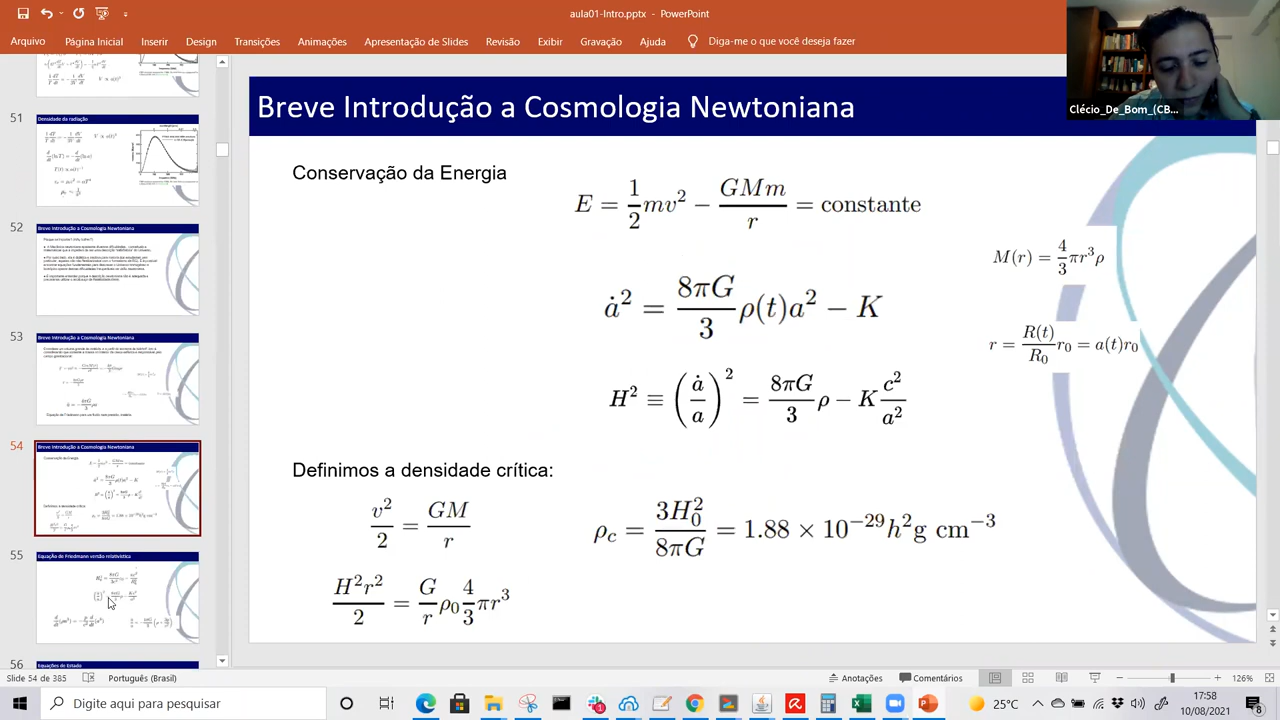 aula01-Intro.pptx - PowerPoint
Arquivo Página Inicial Inserir Design Transições Animações Apresentação de Slides Revisão Exibir Gravação Ajuda Diga-me o que você deseja fazer
Clécio_De_Bom_(CB...
51
Densidade da radiação
52
Breve Introdução a Cosmologia Newtoniana
53
Breve Introdução a Cosmologia Newtoniana
54
Breve Introdução a Cosmologia Newtoniana
55
Equação de Friedmann versão relativística
56
Equações de Estado
Breve Introdução a Cosmologia Newtoniana
Conservação da Energia
E = 1/2 mv² − GMm/r = constante
M(r) = 4/3 πr³ρ
ȧ² = 8πG/3 ρ(t)a² − K
r = R(t)/R₀ r₀ = a(t)r₀
H² ≡ (ȧ/a)² = 8πG/3 ρ − K c²/a²
Definimos a densidade crítica:
v²/2 = GM/r
ρ_c = 3H₀²/8πG = 1.88 × 10⁻²⁹h²g cm⁻³
H²r²/2 = G/r ρ₀ 4/3 πr³
Slide 54 de 385 Português (Brasil) Anotações Comentários 126%
Digite aqui para pesquisar
25°C
17:58
10/08/2021